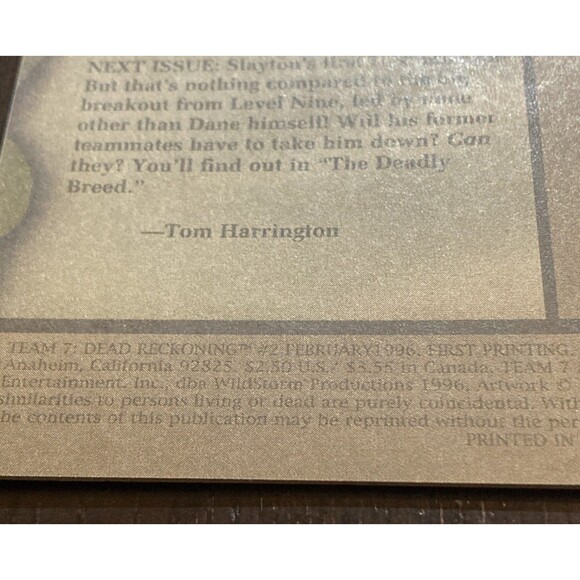 NEXT ISSUE: Slayton's
But that's nothing compared to the
breakout from Level Nine, led by none
other than Dane himself! Will his former
teammates have to take him down? Can
they? You'll find out in "The Deadly
Breed."
—Tom Harrington
TEAM 7: DEAD RECKONING™ #2 FEBRUARY 1996. FIRST PRINTING.
Anaheim, California 92825. $2.50 U.S./ $3.55 in Canada. TEAM 7
Entertainment, Inc., dba WildStorm Productions 1996. Artwork ©
similarities to persons living or dead are purely coincidental. With
he contents of this publication may be reprinted without the per
PRINTED IN